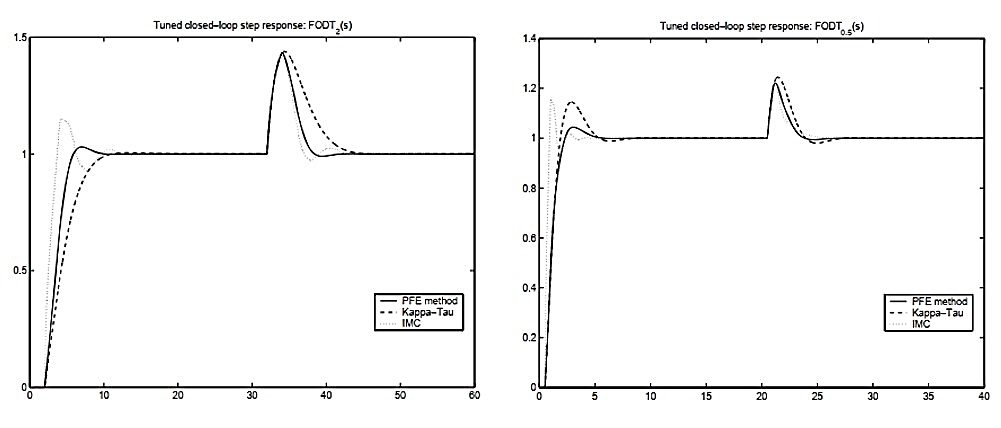 Tuned closed–loop step response: FODT2(s)
1.5
1
0.5
0
0 10 20 30 40 50 60
PFE method
Kappa–Tau
IMC
Tuned closed–loop step response: FODT0.5(s)
1.4
1.2
1
0.8
0.6
0.4
0.2
0
0 5 10 15 20 25 30 35 40
PFE method
Kappa–Tau
IMC